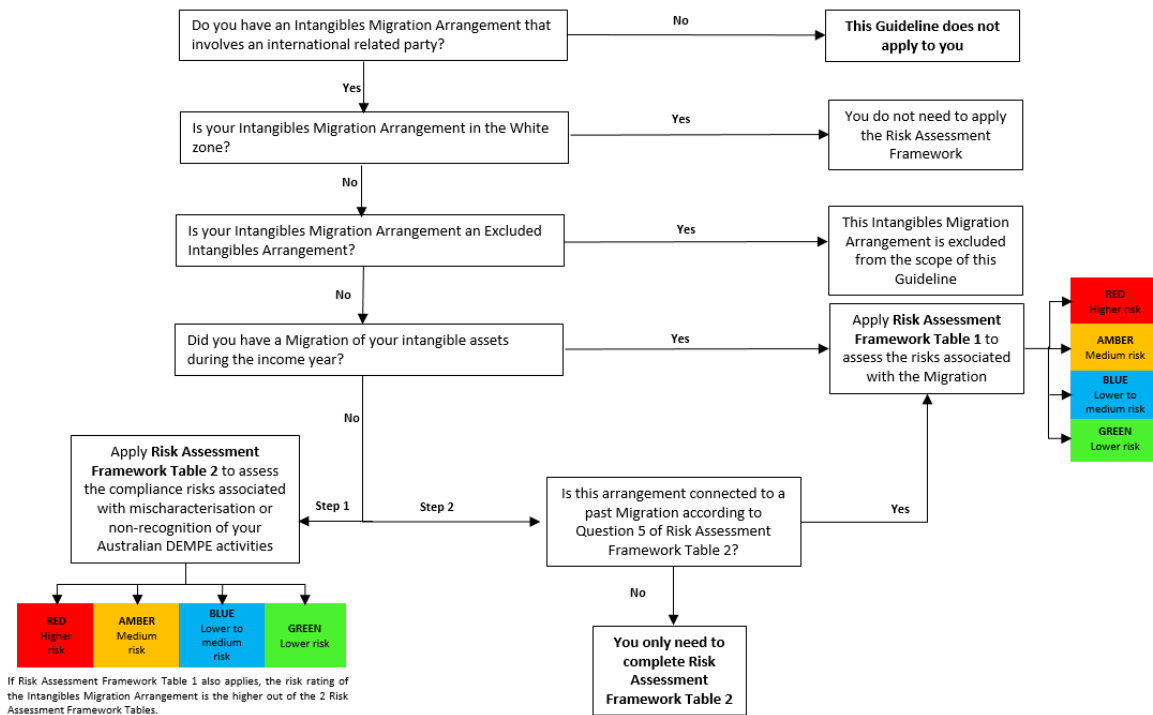 Do you have an Intangibles Migration Arrangement that
involves an international related party?
No
This Guideline does not
apply to you
Yes
Is your Intangibles Migration Arrangement in the White
zone?
Yes
You do not need to apply
the Risk Assessment
Framework
No
Is your Intangibles Migration Arrangement an Excluded
Intangibles Arrangement?
Yes
This Intangibles Migration
Arrangement is excluded
from the scope of this
Guideline
No
Did you have a Migration of your intangible assets
during the income year?
Yes
Apply Risk Assessment
Framework Table 1 to
assess the risks associated
with the Migration
RED
Higher risk
AMBER
Medium risk
BLUE
Lower to
medium risk
GREEN
Lower risk
No
Apply Risk Assessment
Framework Table 2 to assess
the compliance risks associated
with mischaracterisation or
non-recognition of your
Australian DEMPE activities
Step 1
Step 2
Is this arrangement connected to a
past Migration according to
Question 5 of Risk Assessment
Framework Table 2?
Yes
No
You only need to
complete Risk
Assessment
Framework Table 2
RED
Higher
risk
AMBER
Medium
risk
BLUE
Lower to
medium
risk
GREEN
Lower risk
If Risk Assessment Framework Table 1 also applies, the risk rating of
the Intangibles Migration Arrangement is the higher out of the 2 Risk
Assessment Framework Tables.